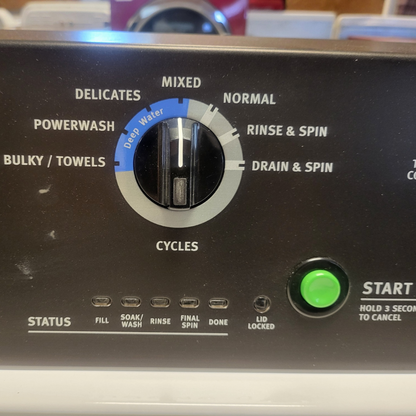 MIXED
DELICATES
NORMAL
Deep Water
POWERWASH
RINSE & SPIN
BULKY / TOWELS
DRAIN & SPIN
CYCLES
START
HOLD 3
TO CANCEL
STATUS
FILL
SOAK/
WASH
RINSE
FINAL
SPIN
DONE
LID
LOCKED